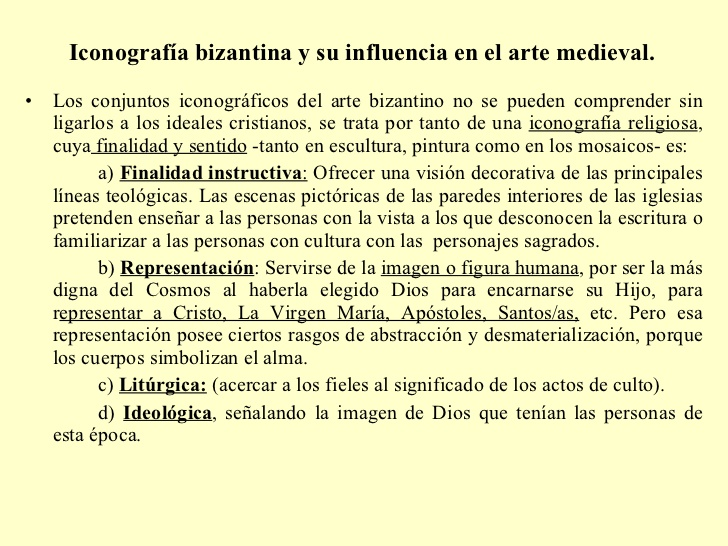 Iconografía bizantina y su influencia en el arte medieval.
• Los conjuntos iconográficos del arte bizantino no se pueden comprender sin
ligarlos a los ideales cristianos, se trata por tanto de una iconografía religiosa,
cuya finalidad y sentido -tanto en escultura, pintura como en los mosaicos- es:
a) Finalidad instructiva: Ofrecer una visión decorativa de las principales
líneas teológicas. Las escenas pictóricas de las paredes interiores de las iglesias
pretenden enseñar a las personas con la vista a los que desconocen la escritura o
familiarizar a las personas con cultura con las personajes sagrados.
b) Representación: Servirse de la imagen o figura humana, por ser la más
digna del Cosmos al haberla elegido Dios para encarnarse su Hijo, para
representar a Cristo, La Virgen María, Apóstoles, Santos/as, etc. Pero esa
representación posee ciertos rasgos de abstracción y desmaterialización, porque
los cuerpos simbolizan el alma.
c) Litúrgica: (acercar a los fieles al significado de los actos de culto).
d) Ideológica, señalando la imagen de Dios que tenían las personas de
esta época.